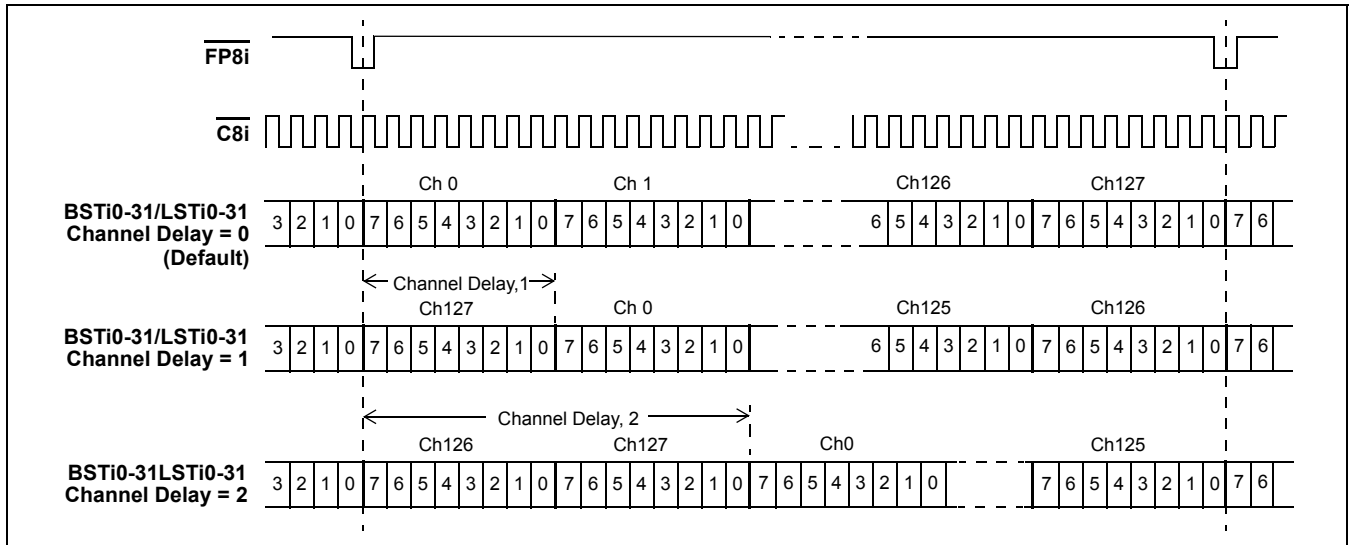 FP8i
C8i
Ch 0 Ch 1 Ch126 Ch127
BSTi0-31/LSTi0-31
Channel Delay = 0
(Default)
3 2 1 0 7 6 5 4 3 2 1 0 7 6 5 4 3 2 1 0 6 5 4 3 2 1 0 7 6 5 4 3 2 1 0 7 6
Channel Delay,1
Ch127 Ch 0 Ch125 Ch126
BSTi0-31/LSTi0-31
Channel Delay = 1
3 2 1 0 7 6 5 4 3 2 1 0 7 6 5 4 3 2 1 0 6 5 4 3 2 1 0 7 6 5 4 3 2 1 0 7 6
Channel Delay, 2
Ch126 Ch127 Ch0 Ch125
BSTi0-31LSTi0-31
Channel Delay = 2
3 2 1 0 7 6 5 4 3 2 1 0 7 6 5 4 3 2 1 0 7 6 5 4 3 2 1 0 7 6 5 4 3 2 1 0 7 6